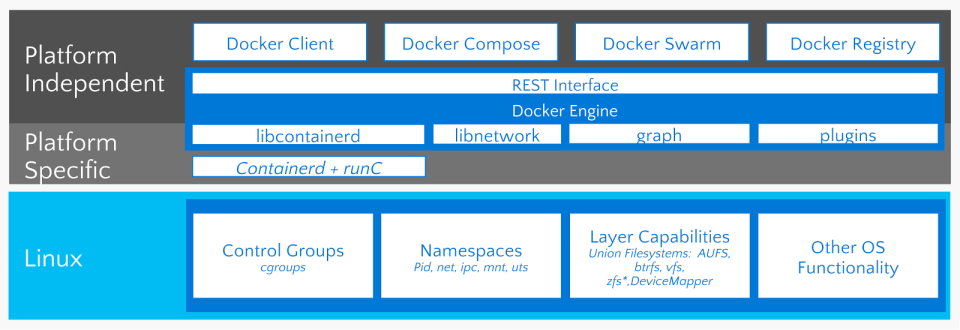 Platform
Independent
Docker Client
Docker Compose
Docker Swarm
Docker Registry
REST Interface
Docker Engine
Platform
Specific
libcontainerd
libnetwork
graph
plugins
Containerd + runC
Linux
Control Groups
cgroups
Namespaces
Pid, net, ipc, mnt, uts
Layer Capabilities
Union Filesystems: AUFS,
btrfs, vfs,
zfs*,DeviceMapper
Other OS
Functionality